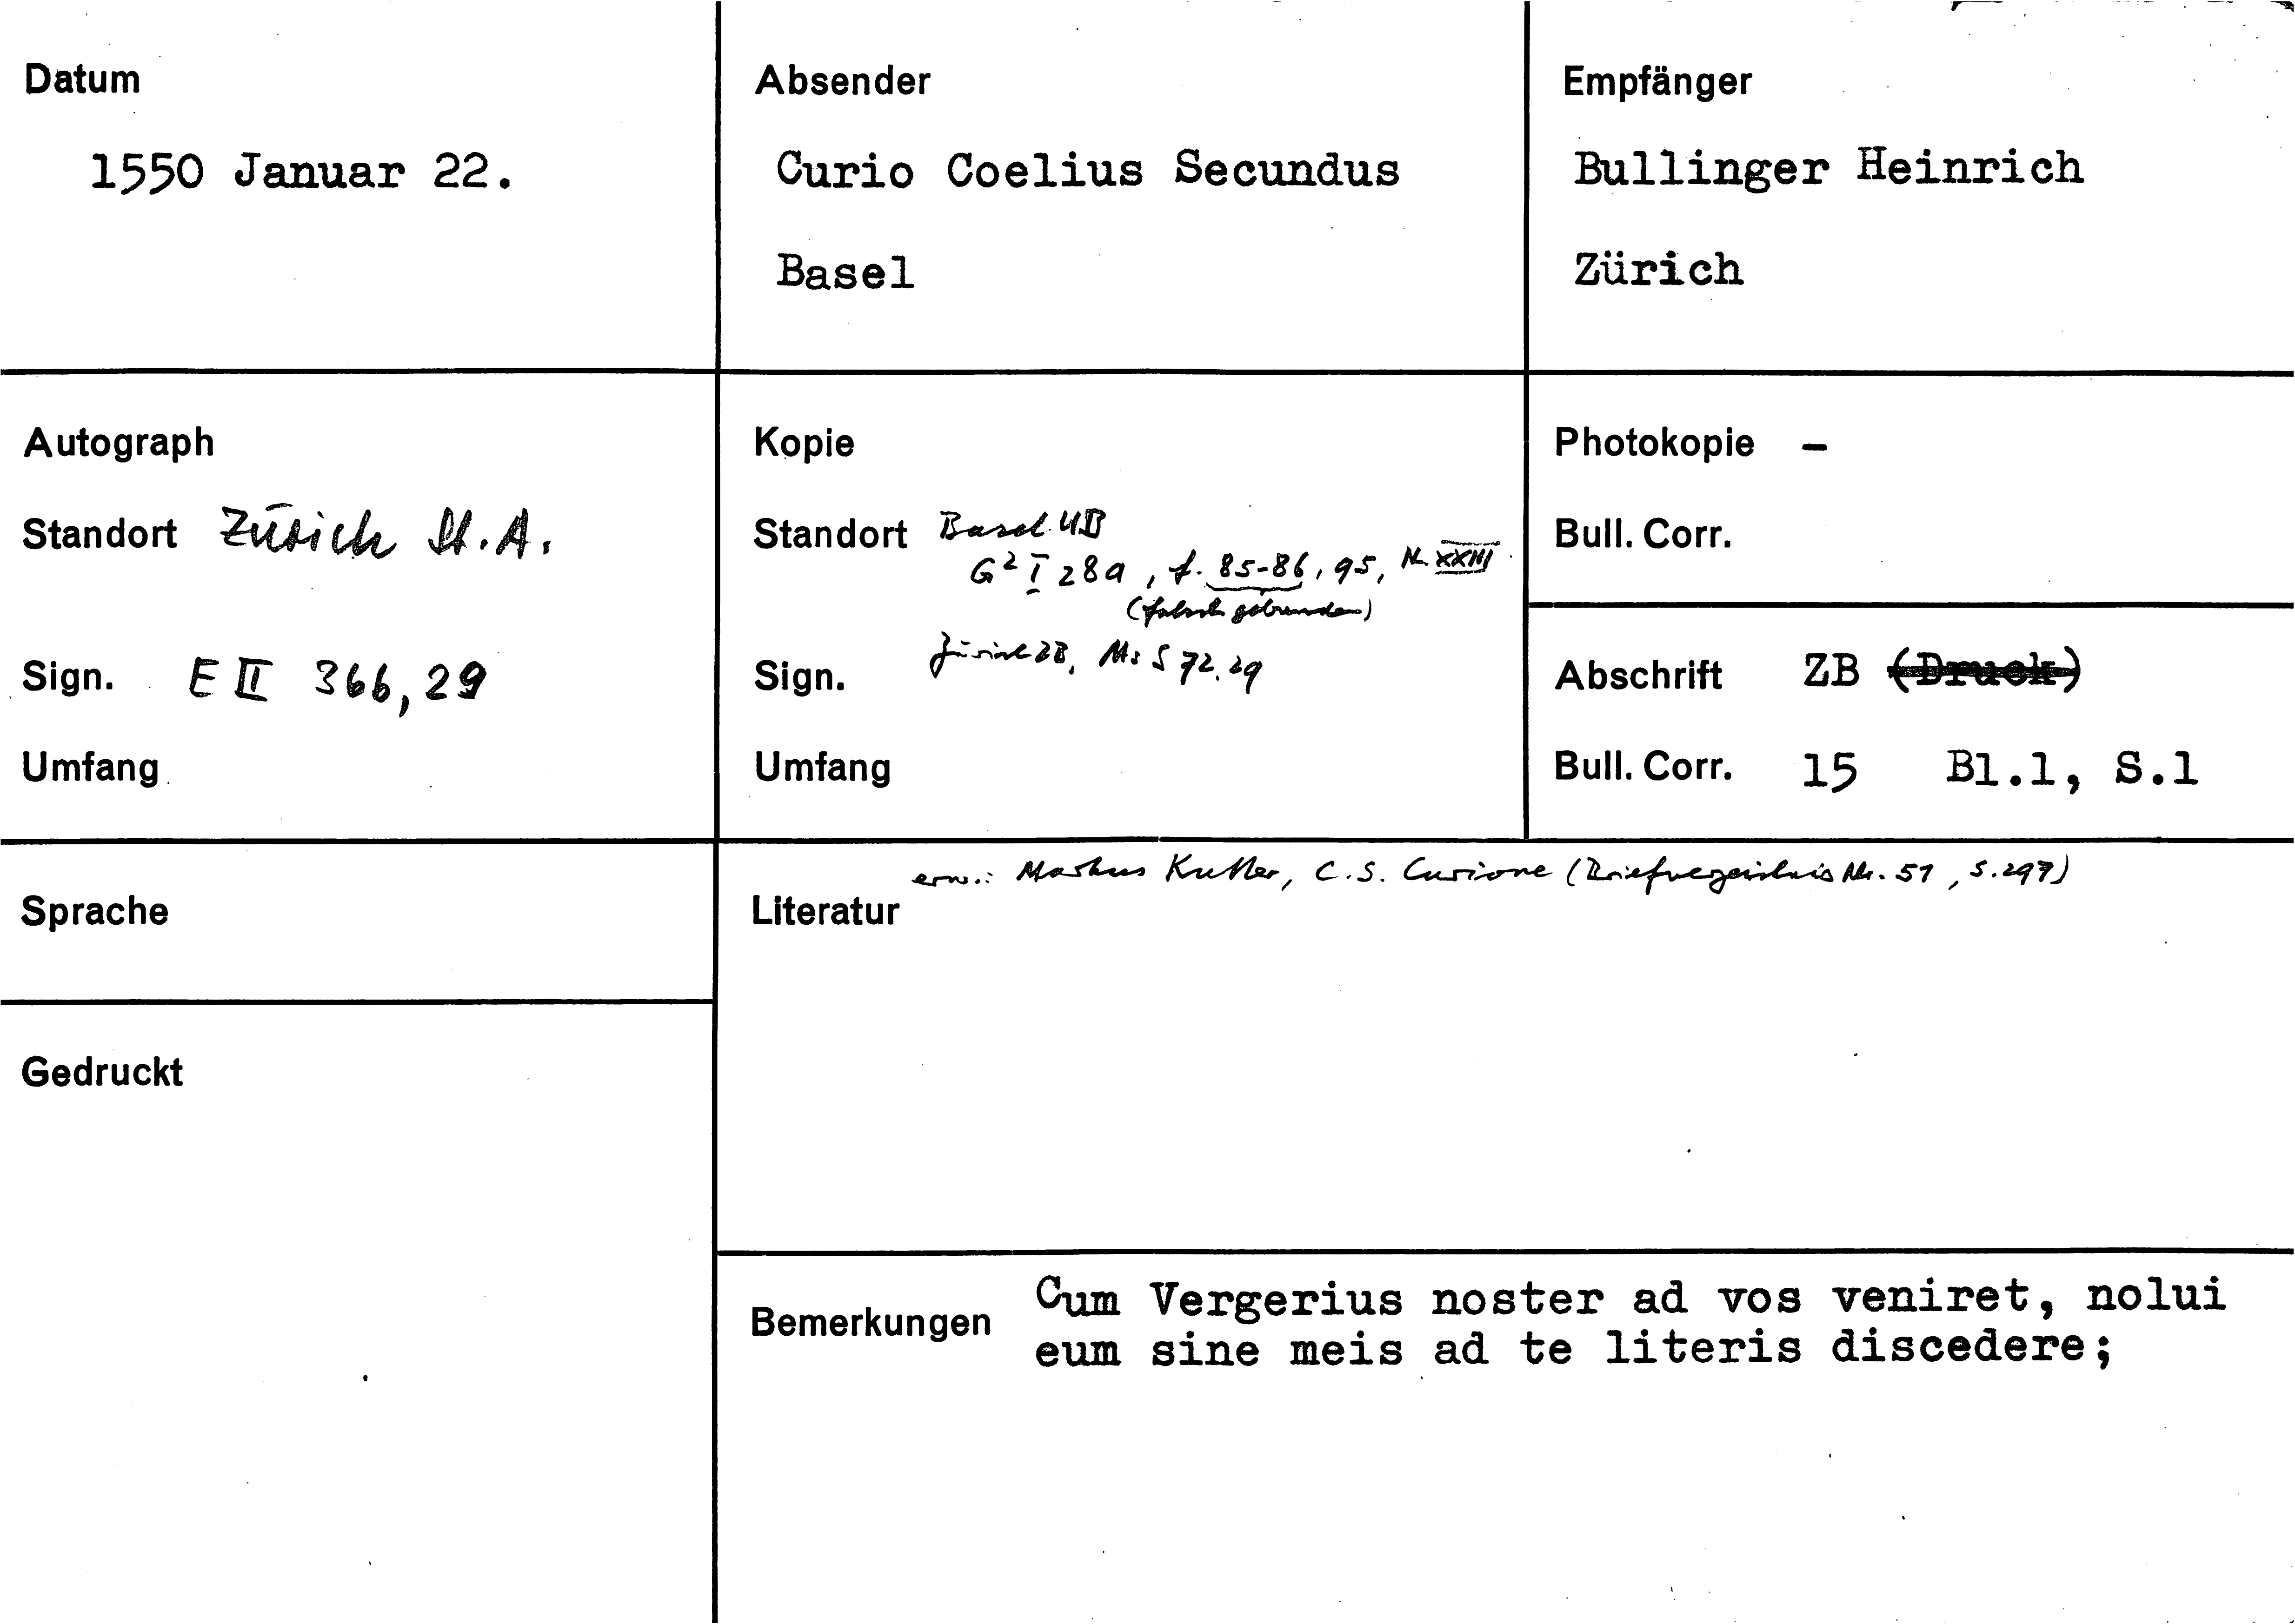 Datum
1550 Januar 22.
Absender
Curio Coelius Secundus
Basel
Empfänger
Bullinger Heinrich
Zürich
Autograph
Standort Zürich St.A.
Sign. E II 366,29
Umfang
Kopie
Standort Basel UB
G² I 28a, f. 85-86, 95, N. XXIII
(falsch gebunden)
Sign. Zürich ZB, Ms S 72.29
Umfang
Photokopie -
Bull. Corr.
Abschrift ZB (Druck)
Bull. Corr. 15 Bl.1, S.1
Sprache
Gedruckt
erw.: Markus Kutter, C.S. Curione (Briefverzeichnis Nr. 51, S.297)
Literatur
Bemerkungen Cum Vergerius noster ad vos veniret, nolui
eum sine meis ad te literis discedere;